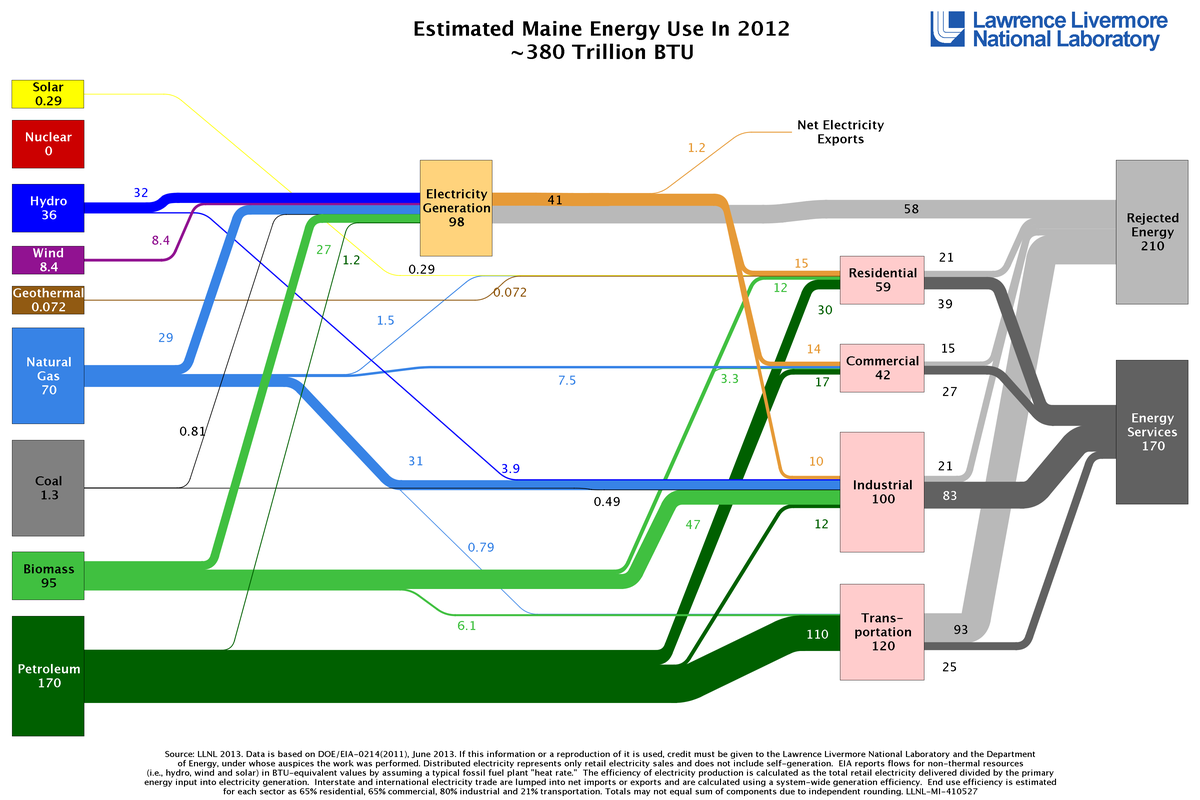 Estimated Maine Energy Use In 2012
~380 Trillion BTU
Lawrence Livermore
National Laboratory
Solar
0.29
Nuclear
0
Net Electricity
Exports
1.2
Hydro
36
32
Electricity
Generation
98
41
58
Rejected
Energy
210
Wind
8.4
8.4
27
1.2
0.29
15
Residential
59
21
12
39
Geothermal
0.072
0.072
30
29
1.5
Natural
Gas
70
7.5
14
Commercial
42
15
3.3
17
27
Energy
Services
170
0.81
31
3.9
10
Industrial
100
21
83
Coal
1.3
0.49
47
12
0.79
Biomass
95
6.1
110
Trans-
portation
120
93
25
Petroleum
170
Source: LLNL 2013. Data is based on DOE/EIA-0214(2011), June 2013. If this information or a reproduction of it is used, credit must be given to the Lawrence Livermore National Laboratory and the Department
of Energy, under whose auspices the work was performed. Distributed electricity represents only retail electricity sales and does not include self-generation.  EIA reports flows for non-thermal resources
(i.e., hydro, wind and solar) in BTU-equivalent values by assuming a typical fossil fuel plant "heat rate."  The efficiency of electricity production is calculated as the total retail electricity delivered divided by the primary
energy input into electricity generation.  Interstate and international electricity trade are lumped into net imports or exports and are calculated using a system-wide generation efficiency.  End use efficiency is estimated
for each sector as 65% residential, 65% commercial, 80% industrial and 21% transportation. Totals may not equal sum of components due to independent rounding. LLNL-MI-410527